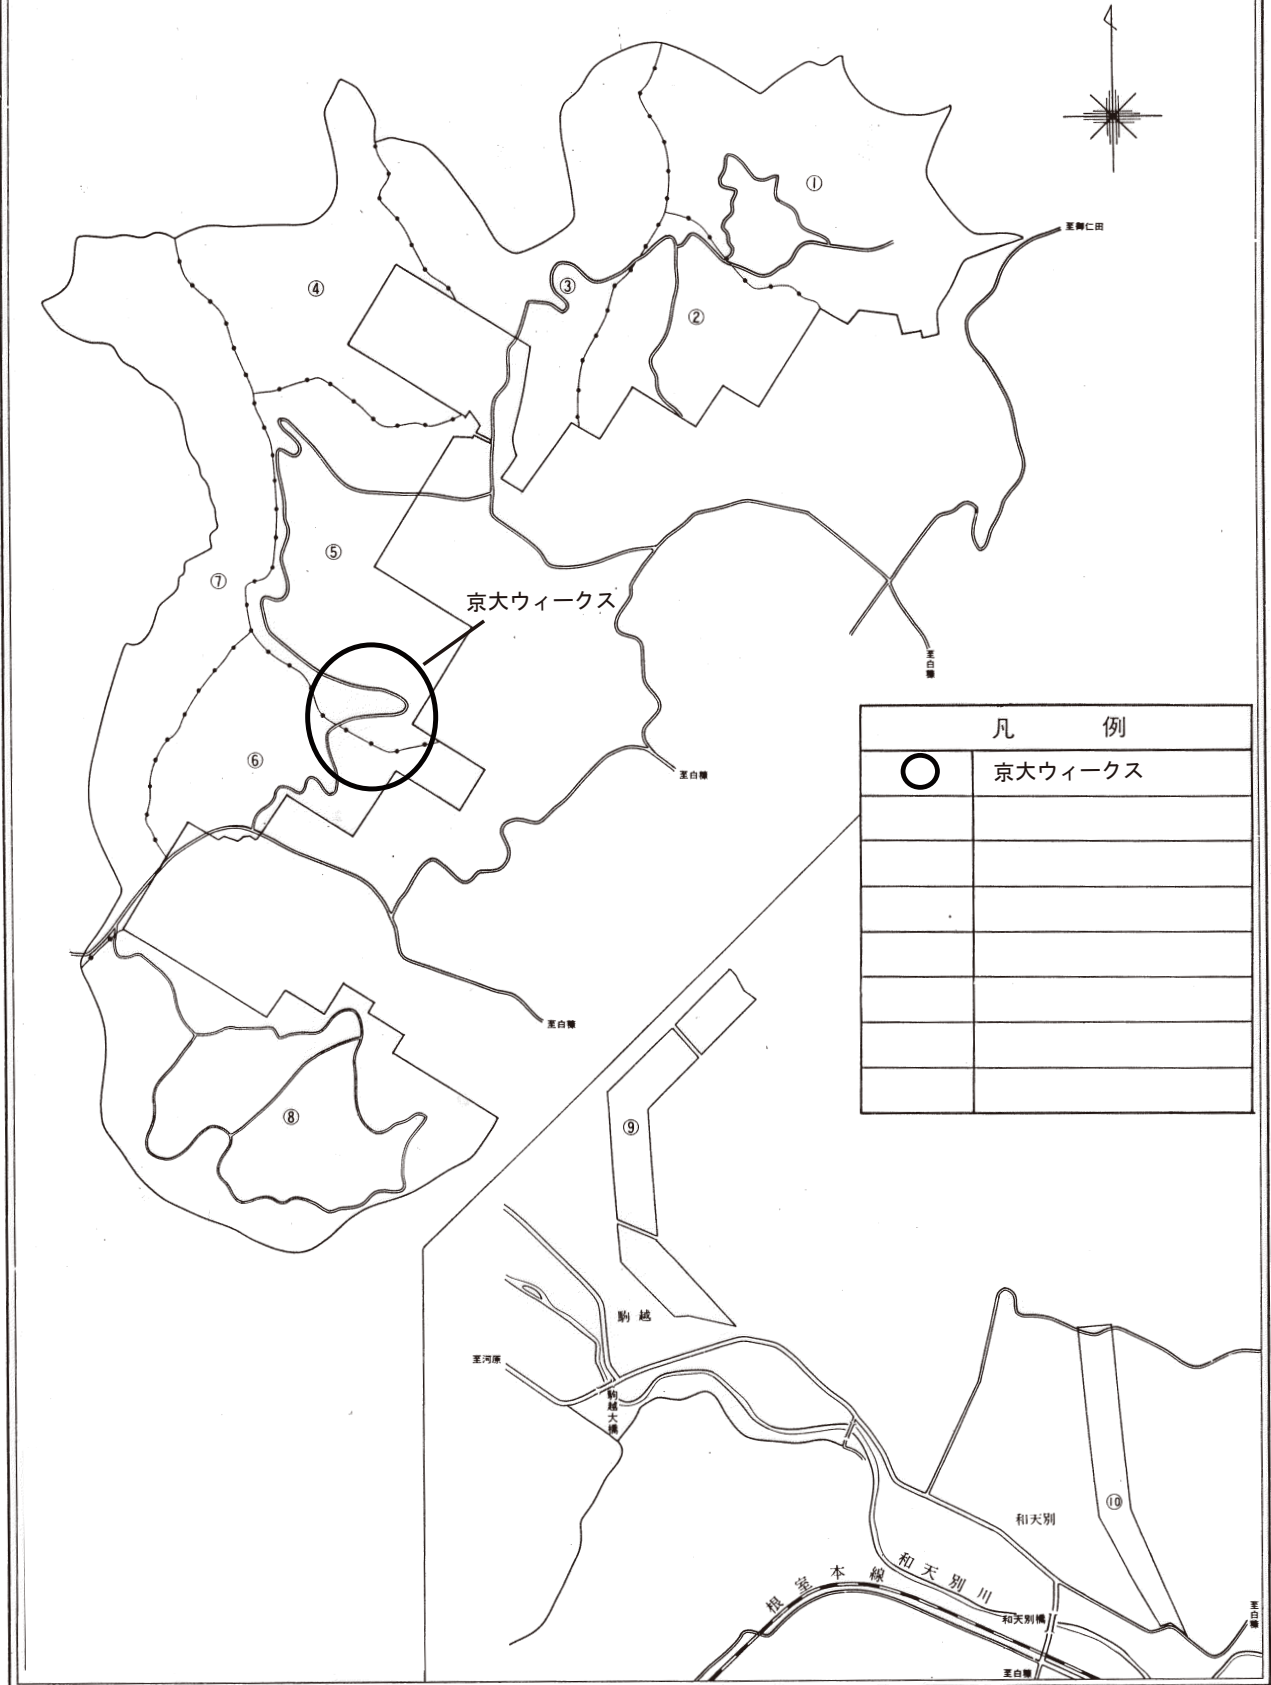 ①
至御仁田
④
③
②
⑤
⑦
京大ウィークス
至白糠
凡 例
京大ウィークス
⑥
至白糠
至白糠
⑧
⑨
駒越
至河原
駒越大橋
⑩
和天別
和天別川
根室本線
和天別橋
至白糠
至白糠